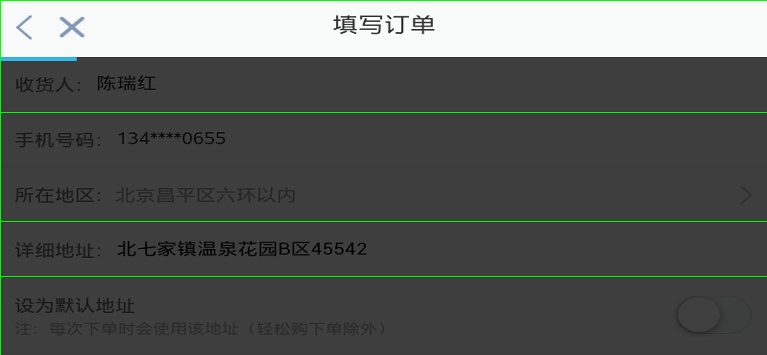 填写订单
收货人：陈瑞红
手机号码：134****0655
所在地区：北京昌平区六环以内
详细地址：北七家镇温泉花园B区45542
设为默认地址
注：每次下单时会使用该地址（轻松购下单除外）